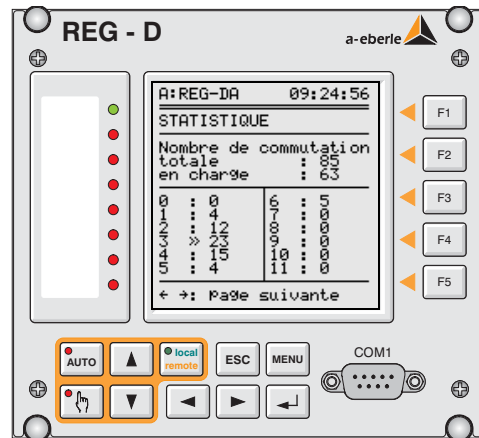 REG - D
a-eberle
A:REG-DA 09:24:56
STATISTIQUE
Nombre de commutation
totale : 85
en charge : 63
0 : 0 6 : 5
1 : 4 7 : 0
2 : 12 8 : 0
3 » 23 9 : 0
4 : 15 10 : 0
5 : 4 11 : 0
← →: Page suivante
F1
F2
F3
F4
F5
AUTO
local
remote
ESC
MENU
COM1